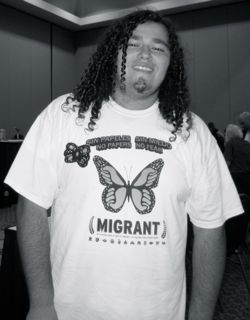 SIN PAPELES
NO PAPERS
SIN MIEDO
NO FEAR
MIGRANT